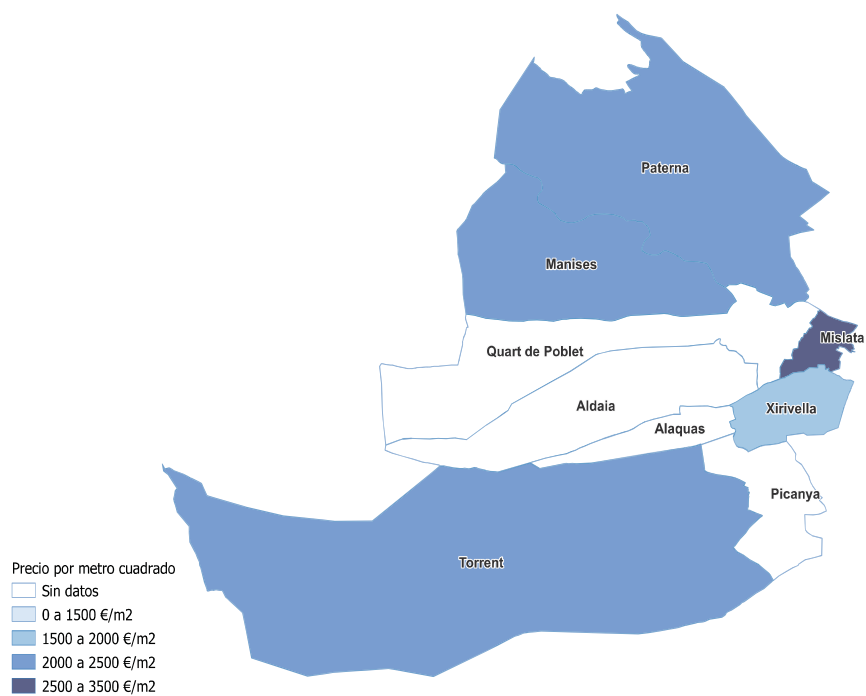 Paterna
Manises
Mislata
Quart de Poblet
Aldaia
Xirivella
Alaquas
Picanya
Torrent
Precio por metro cuadrado
Sin datos
0 a 1500 €/m2
1500 a 2000 €/m2
2000 a 2500 €/m2
2500 a 3500 €/m2